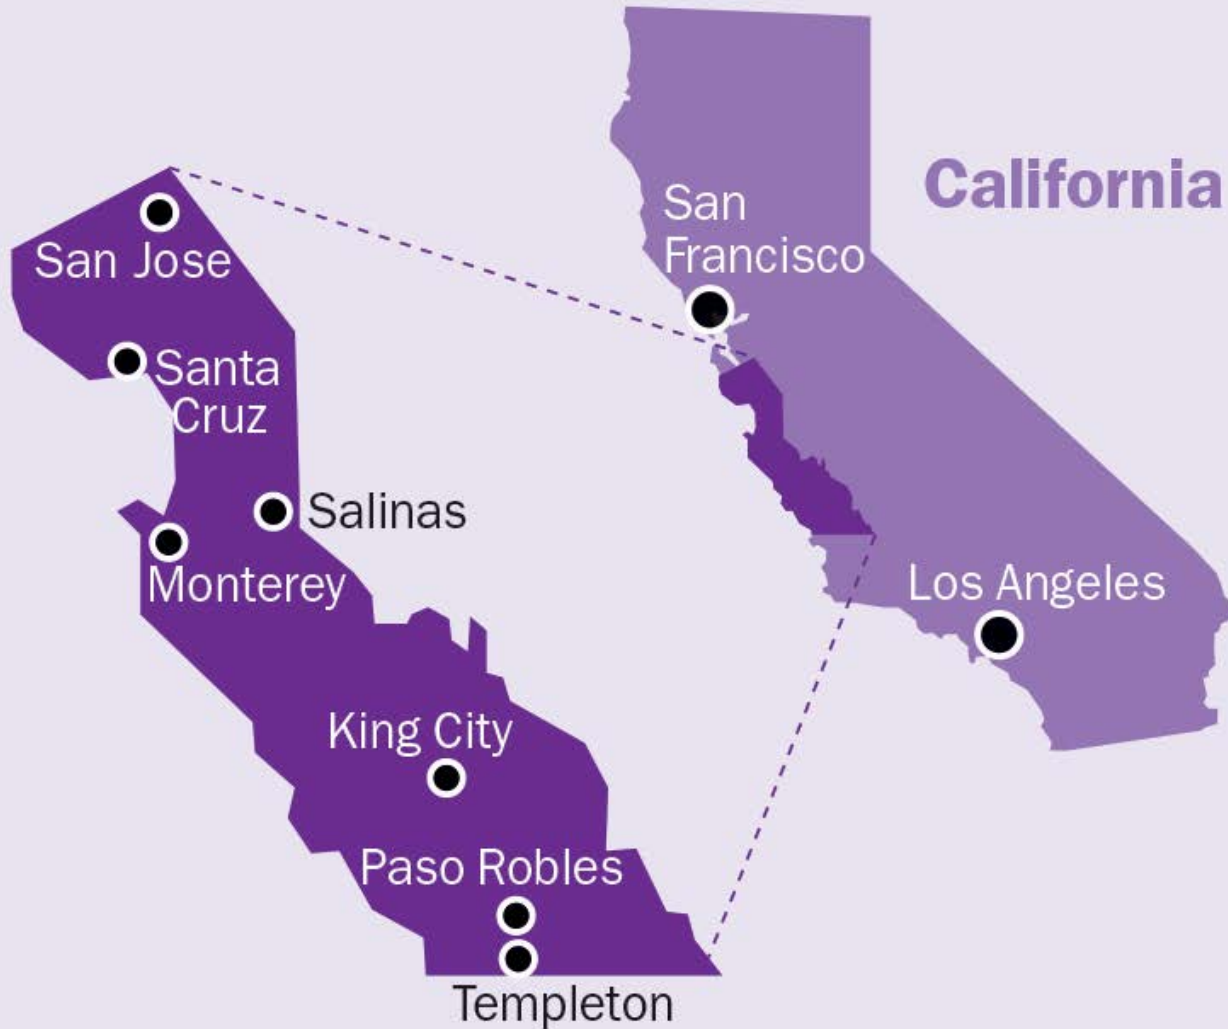 California
San
Francisco
Los Angeles
San Jose
Santa
Cruz
Salinas
Monterey
King City
Paso Robles
Templeton